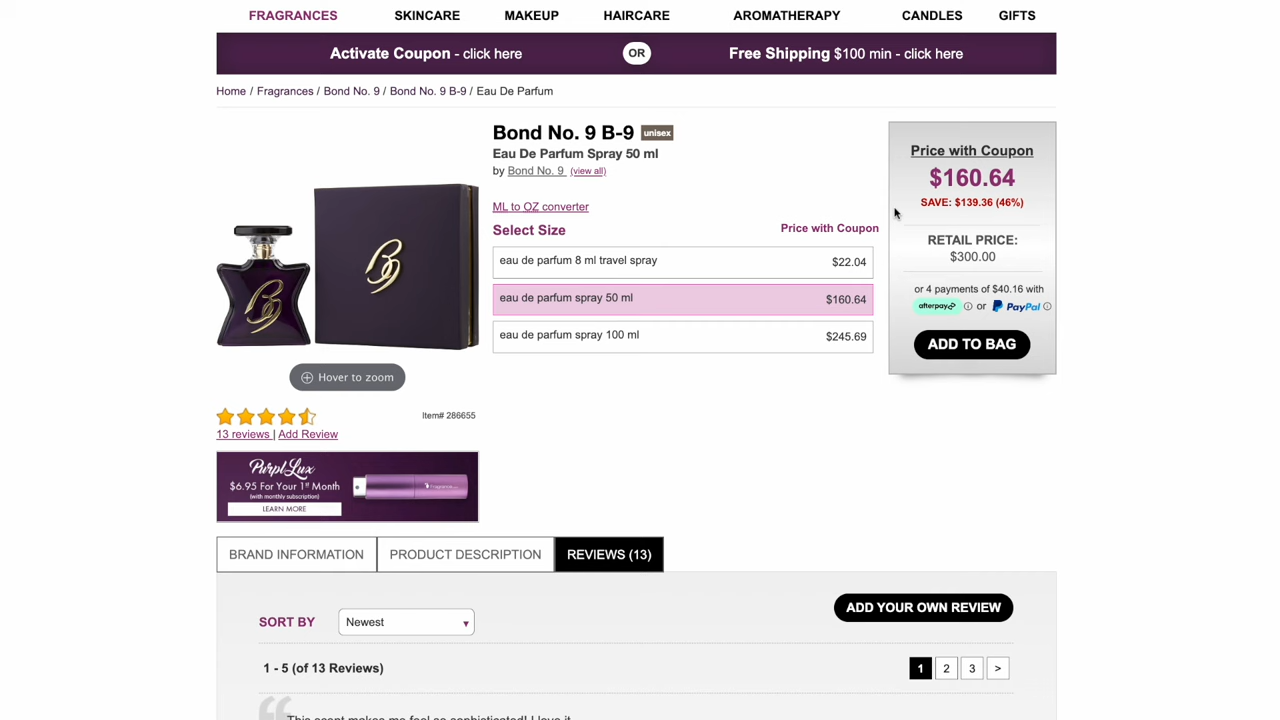 FRAGRANCES SKINCARE MAKEUP HAIRCARE AROMATHERAPY CANDLES GIFTS
Activate Coupon - click here OR Free Shipping $100 min - click here
Home / Fragrances / Bond No. 9 / Bond No. 9 B-9 / Eau De Parfum
Bond No. 9 B-9 unisex
Eau De Parfum Spray 50 ml
by Bond No. 9 (view all)
ML to OZ converter
Select Size Price with Coupon
eau de parfum 8 ml travel spray $22.04
eau de parfum spray 50 ml $160.64
eau de parfum spray 100 ml $245.69
Price with Coupon
$160.64
SAVE: $139.36 (46%)
RETAIL PRICE:
$300.00
or 4 payments of $40.16 with
afterpay or PayPal
ADD TO BAG
B9
B9
Hover to zoom
Item# 286655
13 reviews | Add Review
PurplLux
$6.95 For Your 1st Month
(with monthly subscription)
LEARN MORE
BRAND INFORMATION PRODUCT DESCRIPTION REVIEWS (13)
ADD YOUR OWN REVIEW
SORT BY Newest
1 - 5 (of 13 Reviews) 1 2 3 >
This scent makes me feel so sophisticated! I love it